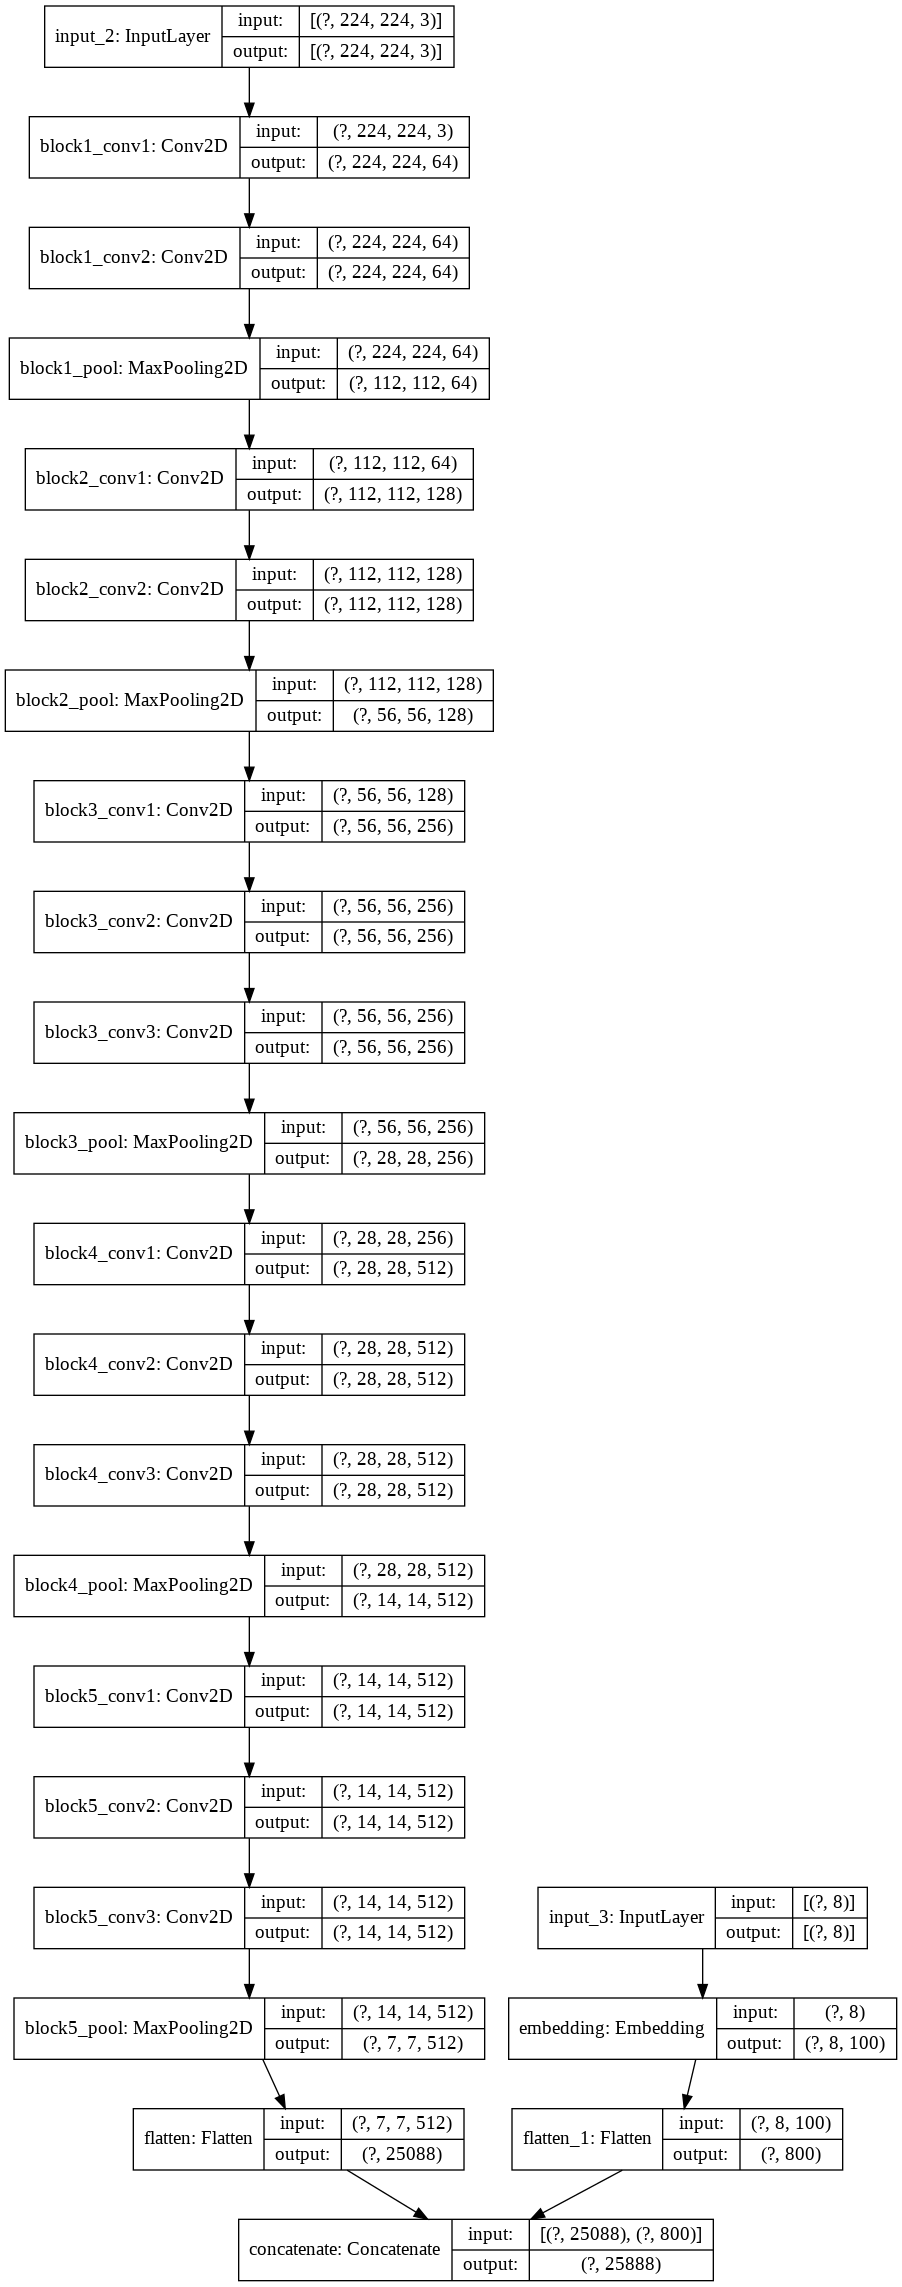 input_2: InputLayer
input: [(?, 224, 224, 3)]
output: [(?, 224, 224, 3)]
block1_conv1: Conv2D
input: (?, 224, 224, 3)
output: (?, 224, 224, 64)
block1_conv2: Conv2D
input: (?, 224, 224, 64)
output: (?, 224, 224, 64)
block1_pool: MaxPooling2D
input: (?, 224, 224, 64)
output: (?, 112, 112, 64)
block2_conv1: Conv2D
input: (?, 112, 112, 64)
output: (?, 112, 112, 128)
block2_conv2: Conv2D
input: (?, 112, 112, 128)
output: (?, 112, 112, 128)
block2_pool: MaxPooling2D
input: (?, 112, 112, 128)
output: (?, 56, 56, 128)
block3_conv1: Conv2D
input: (?, 56, 56, 128)
output: (?, 56, 56, 256)
block3_conv2: Conv2D
input: (?, 56, 56, 256)
output: (?, 56, 56, 256)
block3_conv3: Conv2D
input: (?, 56, 56, 256)
output: (?, 56, 56, 256)
block3_pool: MaxPooling2D
input: (?, 56, 56, 256)
output: (?, 28, 28, 256)
block4_conv1: Conv2D
input: (?, 28, 28, 256)
output: (?, 28, 28, 512)
block4_conv2: Conv2D
input: (?, 28, 28, 512)
output: (?, 28, 28, 512)
block4_conv3: Conv2D
input: (?, 28, 28, 512)
output: (?, 28, 28, 512)
block4_pool: MaxPooling2D
input: (?, 28, 28, 512)
output: (?, 14, 14, 512)
block5_conv1: Conv2D
input: (?, 14, 14, 512)
output: (?, 14, 14, 512)
block5_conv2: Conv2D
input: (?, 14, 14, 512)
output: (?, 14, 14, 512)
block5_conv3: Conv2D
input: (?, 14, 14, 512)
output: (?, 14, 14, 512)
input_3: InputLayer
input: [(?, 8)]
output: [(?, 8)]
block5_pool: MaxPooling2D
input: (?, 14, 14, 512)
output: (?, 7, 7, 512)
embedding: Embedding
input: (?, 8)
output: (?, 8, 100)
flatten: Flatten
input: (?, 7, 7, 512)
output: (?, 25088)
flatten_1: Flatten
input: (?, 8, 100)
output: (?, 800)
concatenate: Concatenate
input: [(?, 25088), (?, 800)]
output: (?, 25888)